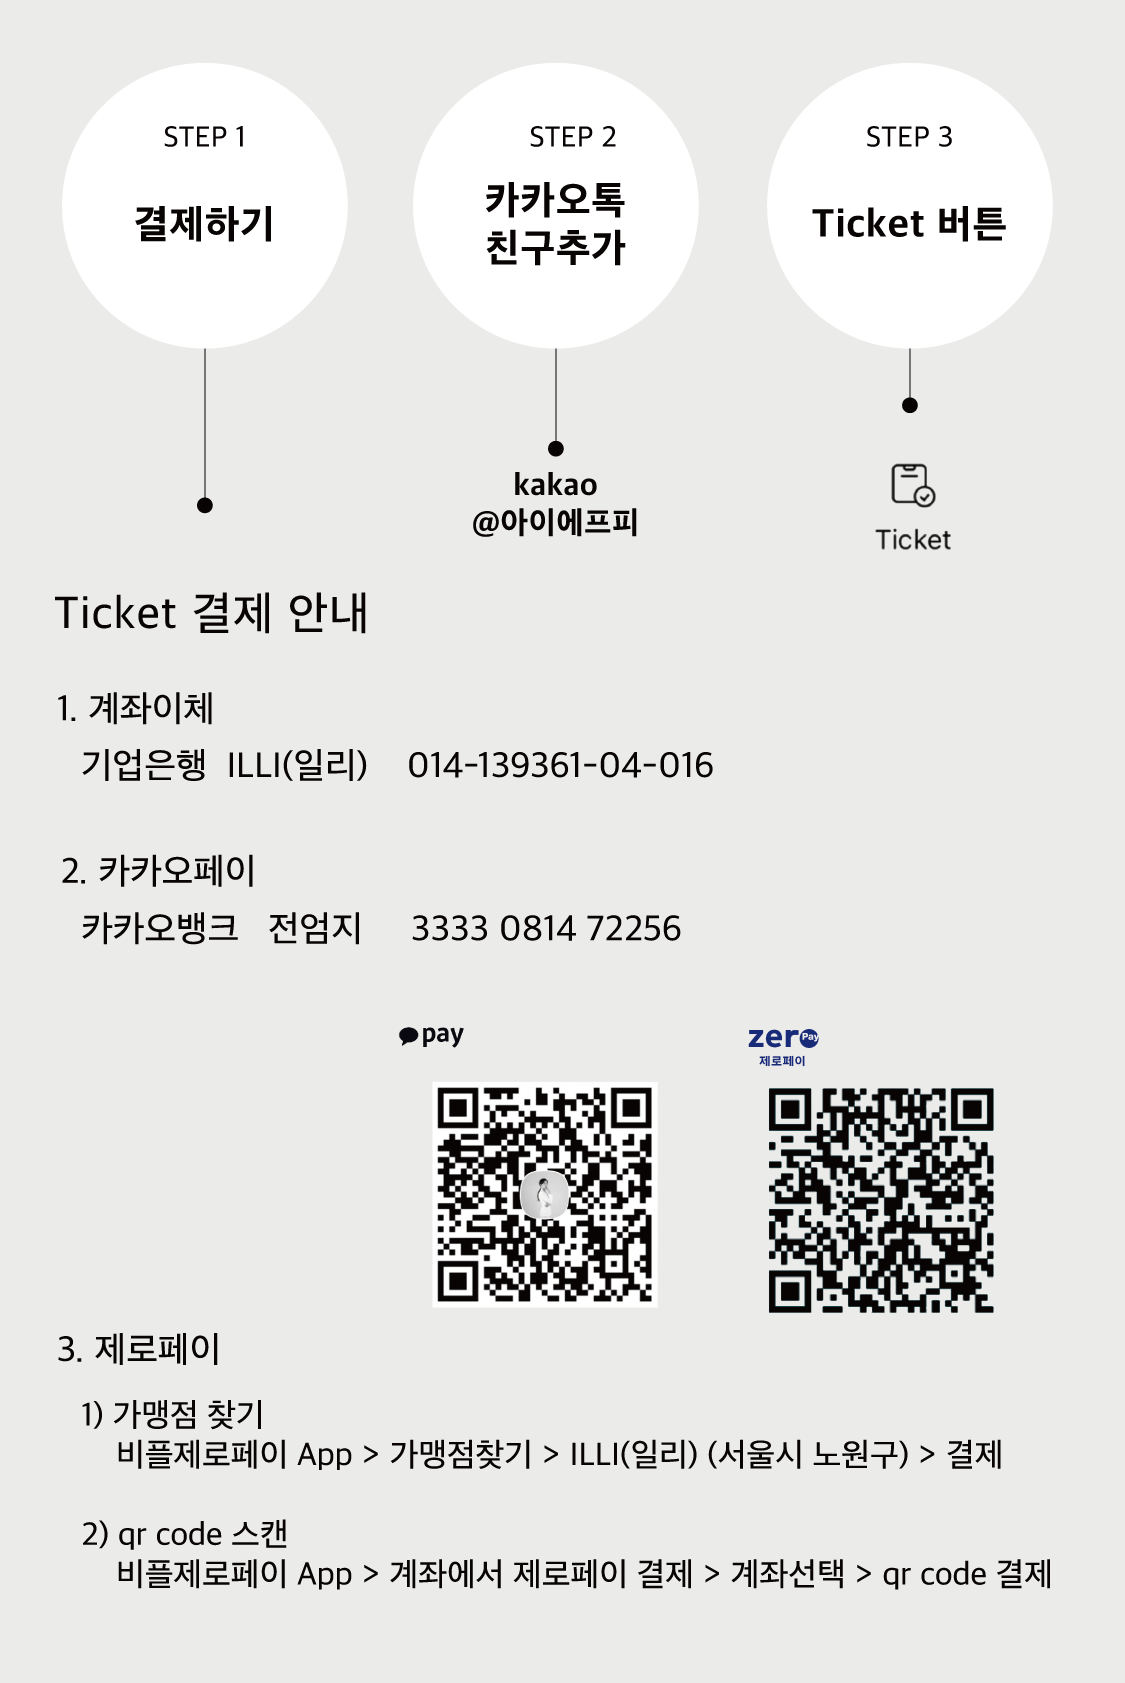 STEP 1
결제하기
STEP 2
카카오톡
친구추가
STEP 3
Ticket 버튼
kakao
@아이에프피
Ticket
Ticket 결제 안내
1. 계좌이체
기업은행 ILLI(일리) 014-139361-04-016
2. 카카오페이
카카오뱅크 전엄지 3333 0814 72256
pay
zero Pay
제로페이
3. 제로페이
1) 가맹점 찾기
비플제로페이 App > 가맹점찾기 > ILLI(일리) (서울시 노원구) > 결제
2) qr code 스캔
비플제로페이 App > 계좌에서 제로페이 결제 > 계좌선택 > qr code 결제